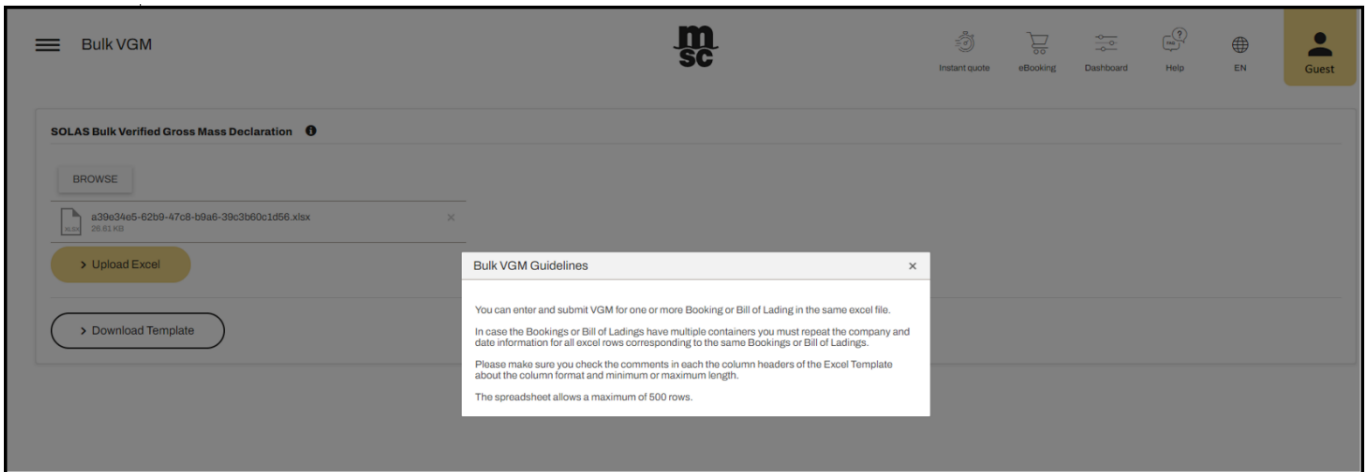 Bulk VGM
msc
Instant quote
eBooking
Dashboard
FAQ ?
Help
EN
Guest
SOLAS Bulk Verified Gross Mass Declaration i
BROWSE
XLSX
a39e34e5-62b9-47c8-b9a6-39c3b60c1d56.xlsx
26.61 KB
> Upload Excel
> Download Template
Bulk VGM Guidelines
You can enter and submit VGM for one or more Booking or Bill of Lading in the same excel file.
In case the Bookings or Bill of Ladings have multiple containers you must repeat the company and
date information for all excel rows corresponding to the same Bookings or Bill of Ladings.
Please make sure you check the comments in each the column headers of the Excel Template
about the column format and minimum or maximum length.
The spreadsheet allows a maximum of 500 rows.